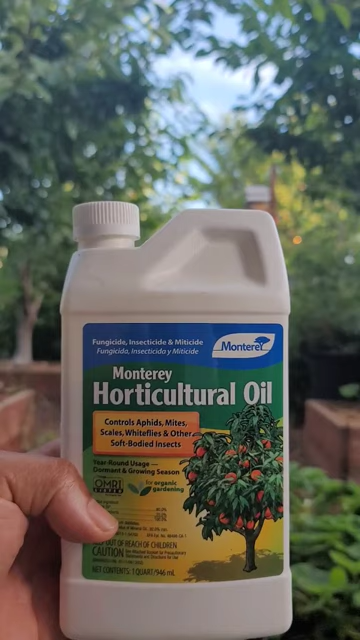 Fungicide, Insecticide & Miticide
Fungicida, Insecticida y Miticide
Monterey
Monterey
Horticultural Oil
Controls Aphids, Mites,
Scales, Whiteflies & Other
Soft-Bodied Insects
Year-Round Usage —
Dormant & Growing Season
OMRI
LISTED
for organic
gardening
KEEP OUT OF REACH OF CHILDREN
CAUTION
NET CONTENTS: 1 QUART/946 mL